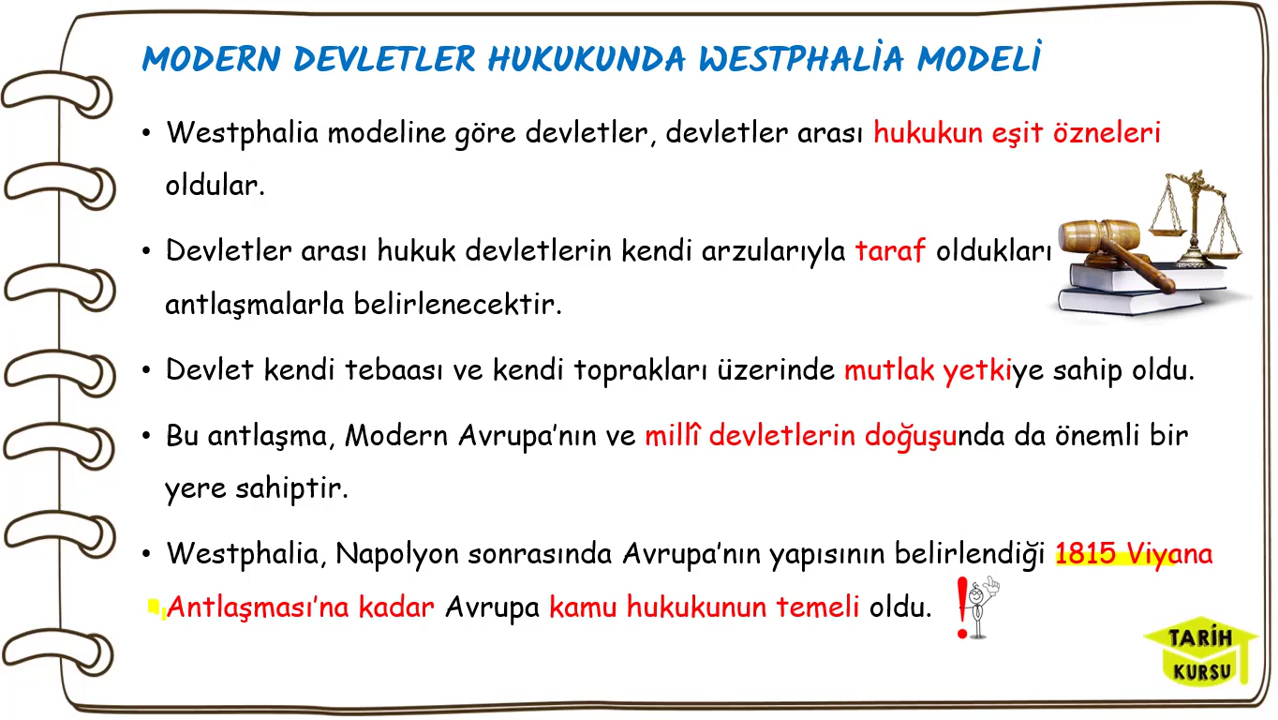 MODERN DEVLETLER HUKUKUNDA WESTPHALİA MODELİ
• Westphalia modeline göre devletler, devletler arası hukukun eşit özneleri
oldular.
• Devletler arası hukuk devletlerin kendi arzularıyla taraf oldukları
antlaşmalarla belirlenecektir.
• Devlet kendi tebaası ve kendi toprakları üzerinde mutlak yetkiye sahip oldu.
• Bu antlaşma, Modern Avrupa’nın ve millî devletlerin doğuşunda da önemli bir
yere sahiptir.
• Westphalia, Napolyon sonrasında Avrupa’nın yapısının belirlendiği 1815 Viyana
Antlaşması’na kadar Avrupa kamu hukukunun temeli oldu.
TARİH
KURSU